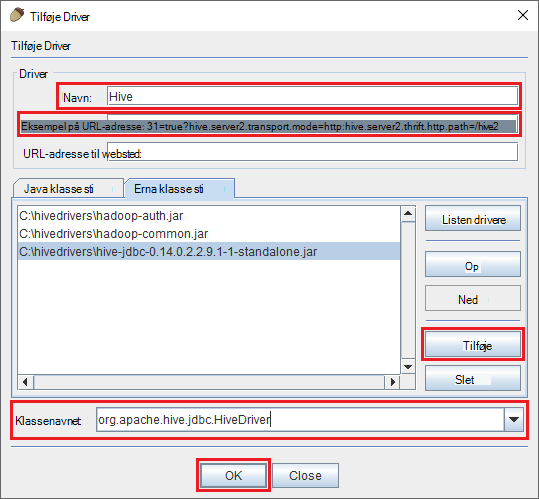 Tilføje Driver
Tilføje Driver
Driver
Navn: Hive
Eksempel på URL-adresse: 31=true?hive.server2.transport.mode=http:hive.server2.thrift.http.path=/hive2
URL-adresse til websted:
Java klasse sti Erna klasse sti
C:\hivedrivers\hadoop-auth.jar
C:\hivedrivers\hadoop-common.jar
C:\hivedrivers\hive-jdbc-0.14.0.2.2.9.1-1-standalone.jar
Listen drivere
Op
Ned
Tilføje
Slet
Klassenavnet: org.apache.hive.jdbc.HiveDriver
OK Close